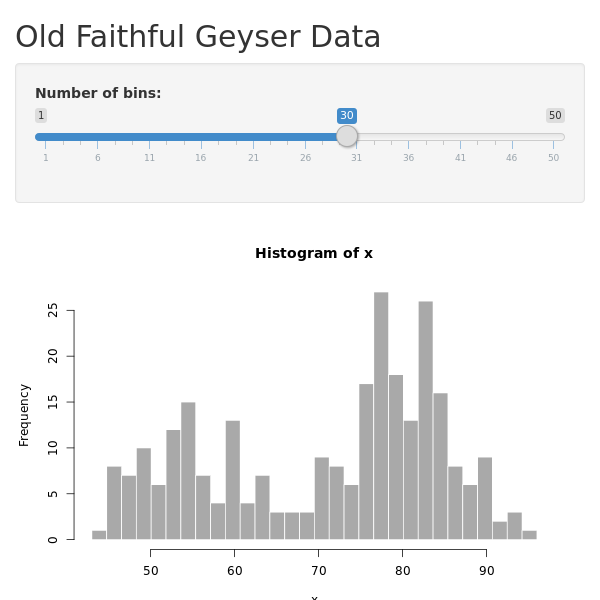 Old Faithful Geyser Data
Number of bins:
1 30 50
1 6 11 16 21 26 31 36 41 46 50
Histogram of x
Frequency
25
20
15
10
5
0
50 60 70 80 90
x